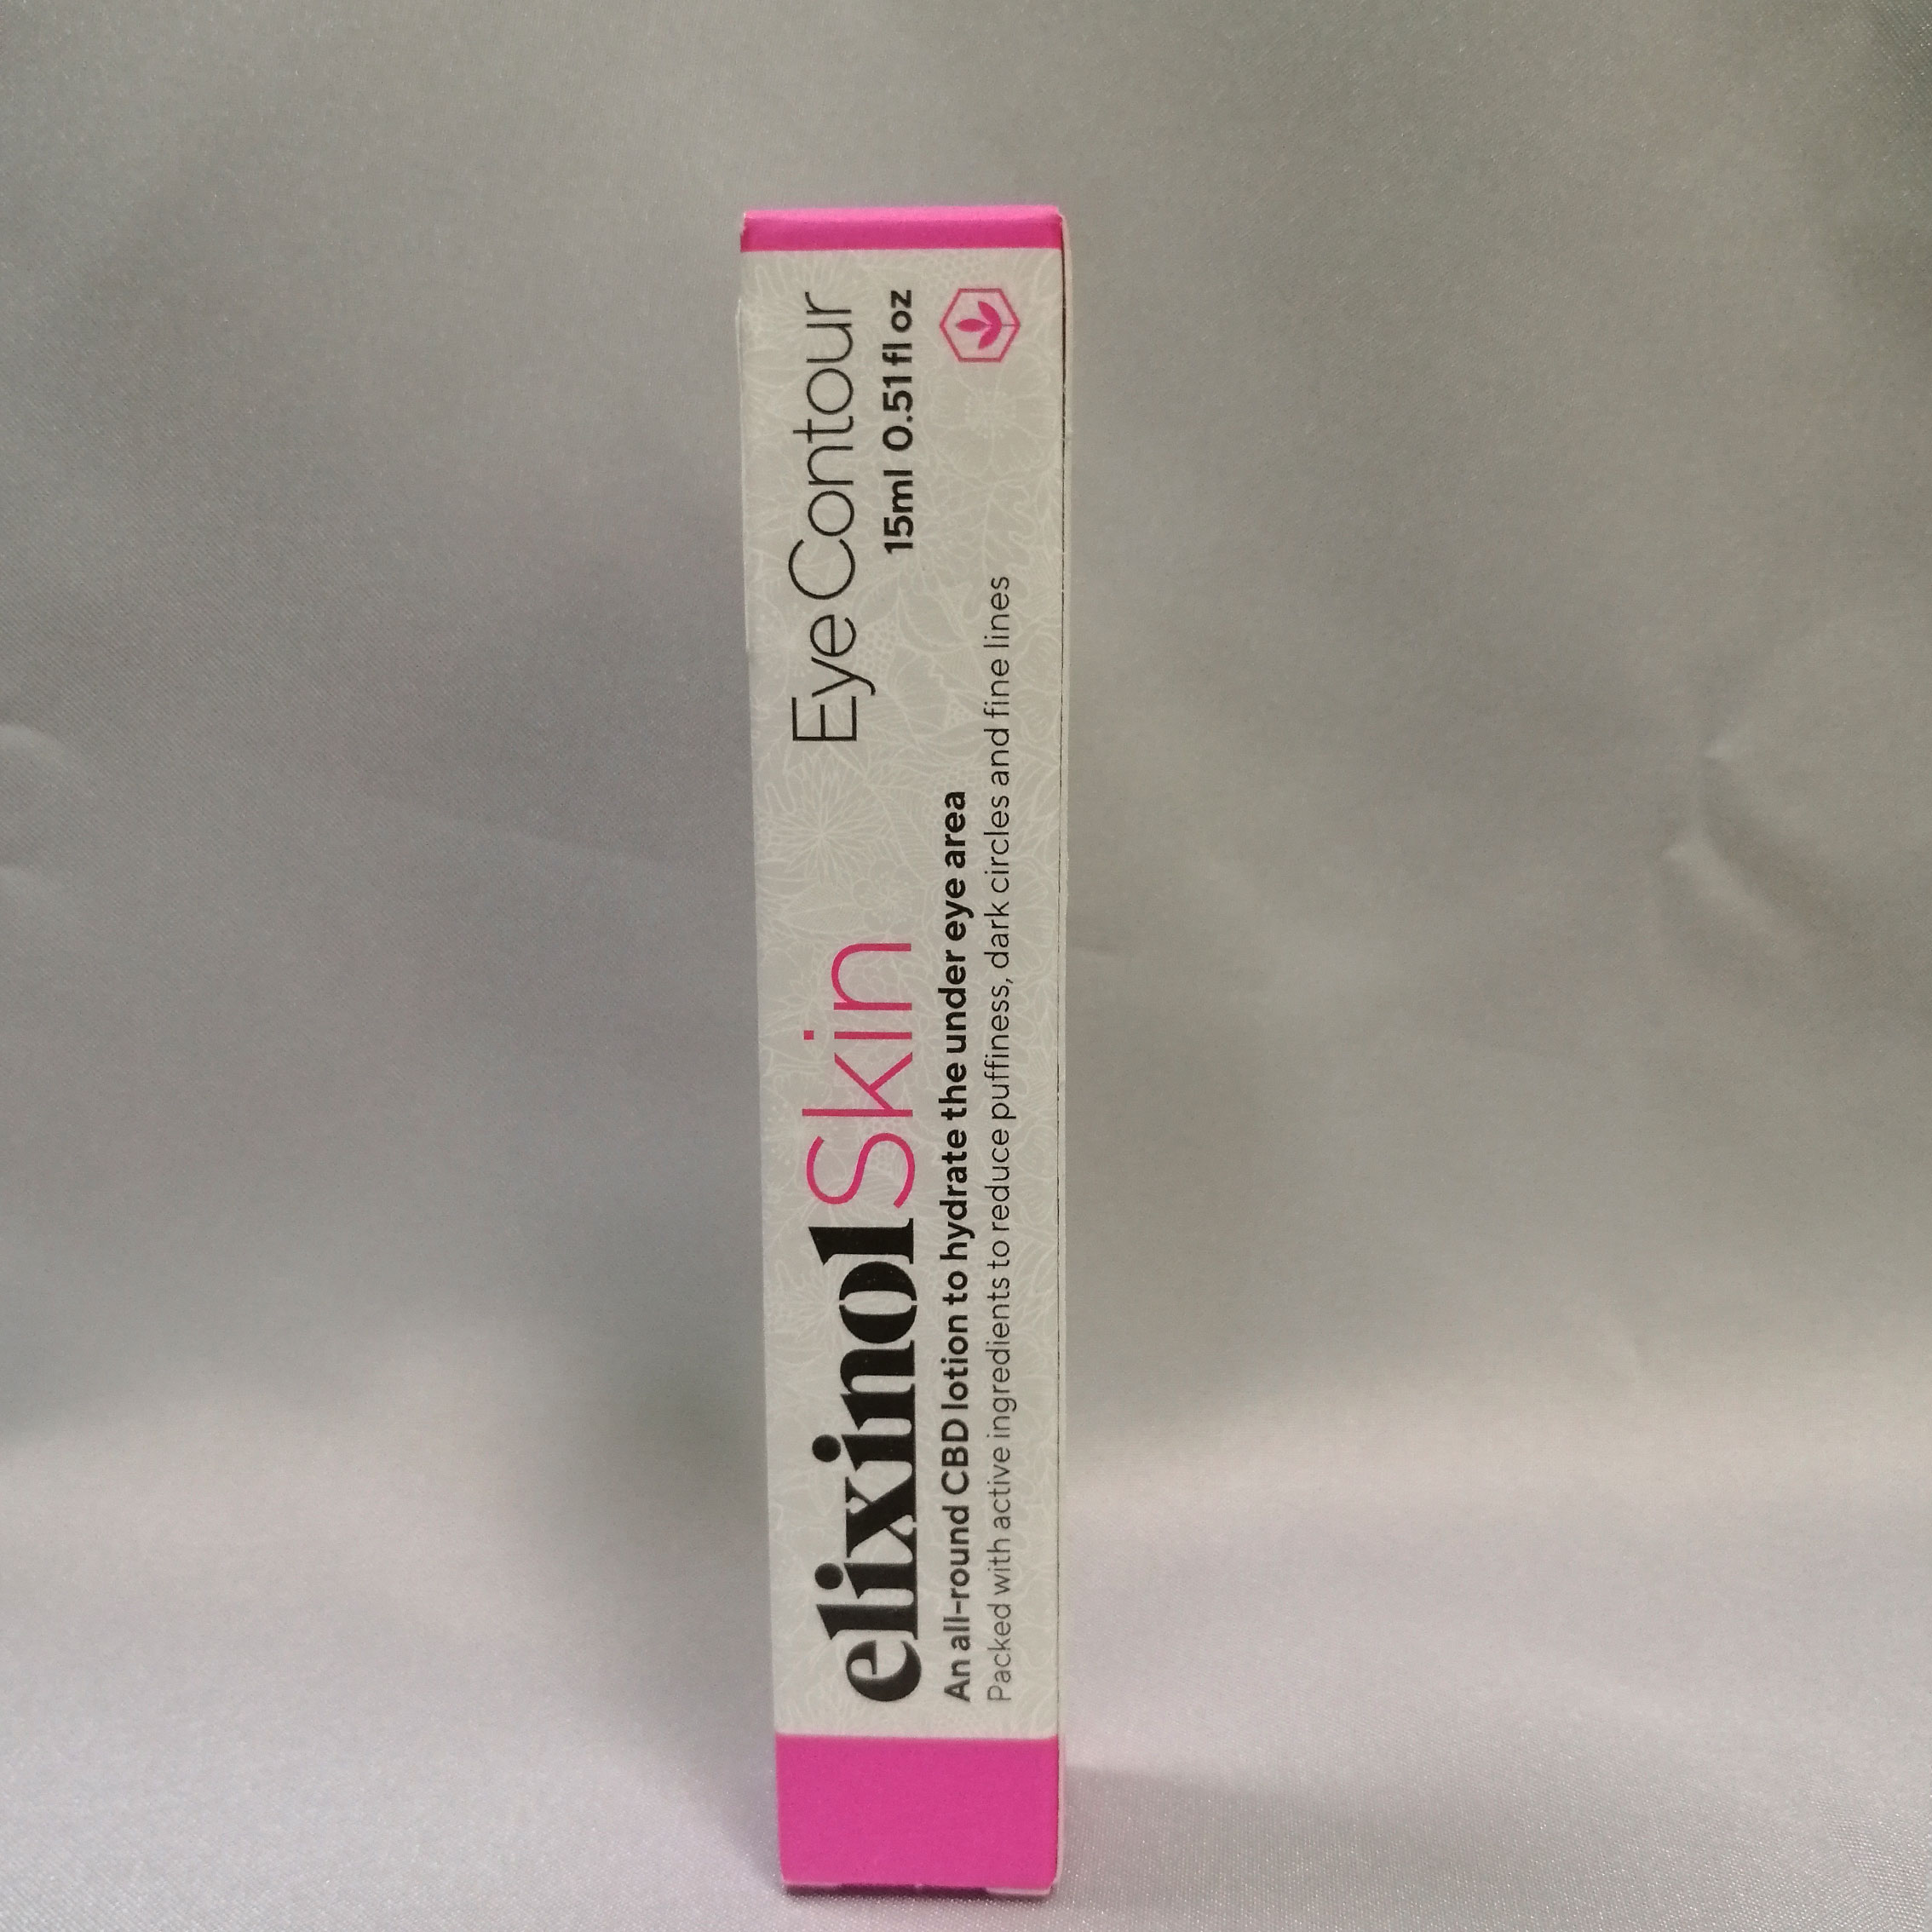 elixinol Skin
Eye Contour
15ml 0.51 fl oz
An all-round CBD lotion to hydrate the under eye area
Packed with active ingredients to reduce puffiness, dark circles and fine lines